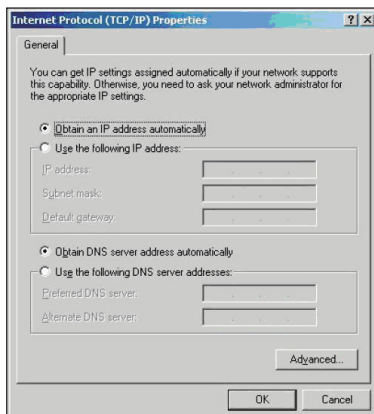 Internet Protocol (TCP/IP) Properties
General
You can get IP settings assigned automatically if your network supports
this capability. Otherwise, you need to ask your network administrator for
the appropriate IP settings.
Obtain an IP address automatically
Use the following IP address:
IP address:
Subnet mask:
Default gateway:
Obtain DNS server address automatically
Use the following DNS server addresses:
Preferred DNS server:
Alternate DNS server:
Advanced...
OK Cancel